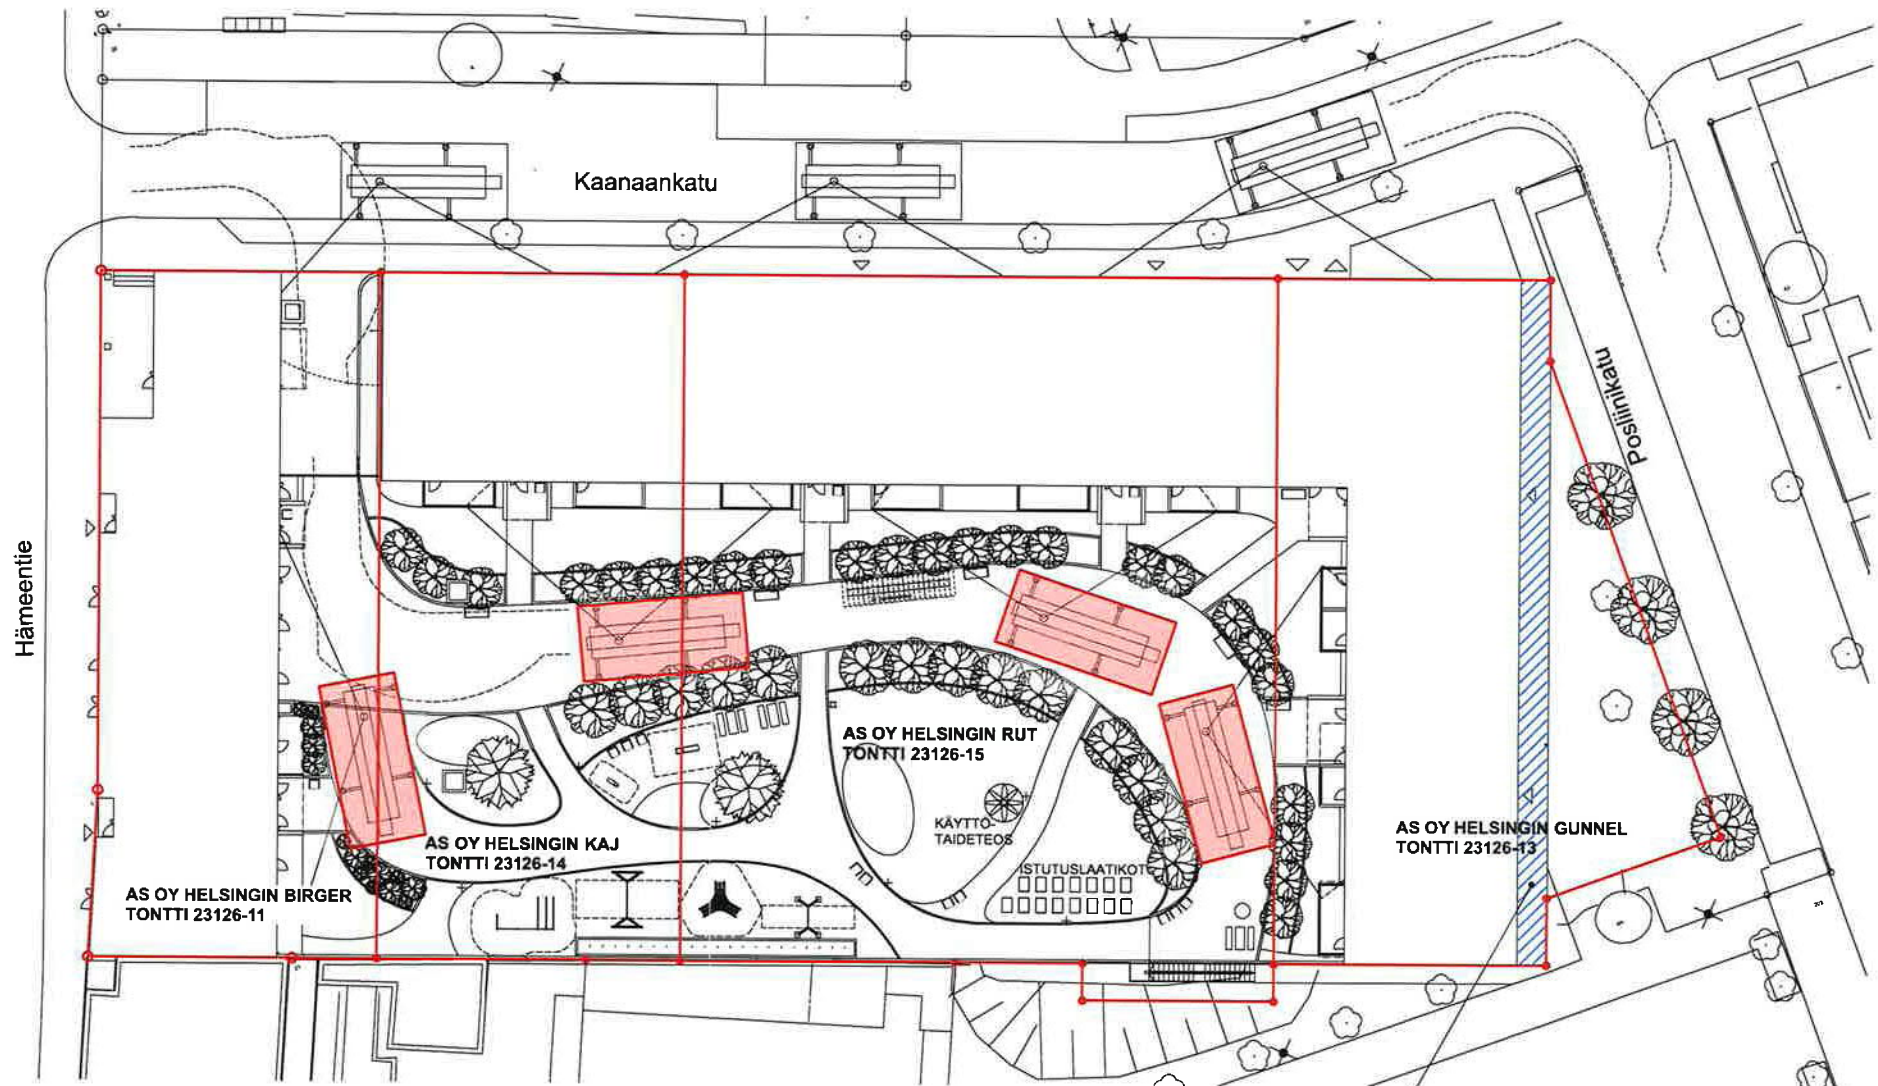 Kaanaankatu
Posliinikatu
Hämeentie
AS OY HELSINGIN RUT
TONTTI 23126-15
KÄYTTÖ-
TAIDETEOS
AS OY HELSINGIN GUNNEL
TONTTI 23126-13
AS OY HELSINGIN KAJ
TONTTI 23126-14
ISTUTUSLAATIKOT
AS OY HELSINGIN BIRGER
TONTTI 23126-11